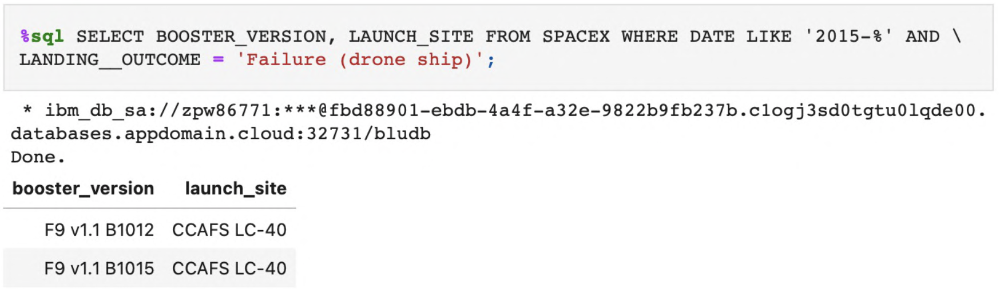 %sql SELECT BOOSTER_VERSION, LAUNCH_SITE FROM SPACEX WHERE DATE LIKE '2015-%' AND \
LANDING__OUTCOME = 'Failure (drone ship)';
* ibm_db_sa://zpw86771:***@fbd88901-ebdb-4a4f-a32e-9822b9fb237b.c1ogj3sd0tgtu0lqde00.
databases.appdomain.cloud:32731/bludb
Done.
booster_version launch_site
F9 v1.1 B1012 CCAFS LC-40
F9 v1.1 B1015 CCAFS LC-40